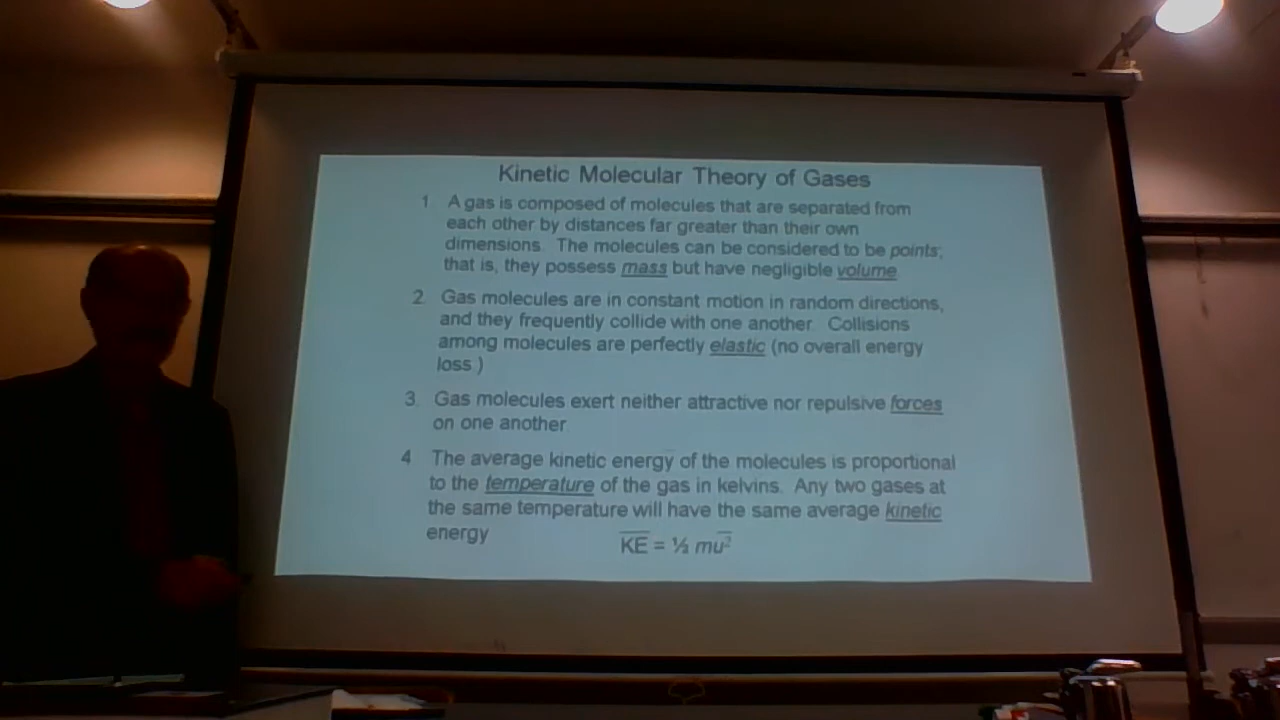 Kinetic Molecular Theory of Gases
1. A gas is composed of molecules that are separated from
each other by distances far greater than their own
dimensions. The molecules can be considered to be points;
that is, they possess mass but have negligible volume.
2. Gas molecules are in constant motion in random directions,
and they frequently collide with one another. Collisions
among molecules are perfectly elastic (no overall energy
loss.)
3. Gas molecules exert neither attractive nor repulsive forces
on one another.
4. The average kinetic energy of the molecules is proportional
to the temperature of the gas in kelvins. Any two gases at
the same temperature will have the same average kinetic
energy
K̅E̅ = ½ mu̅²